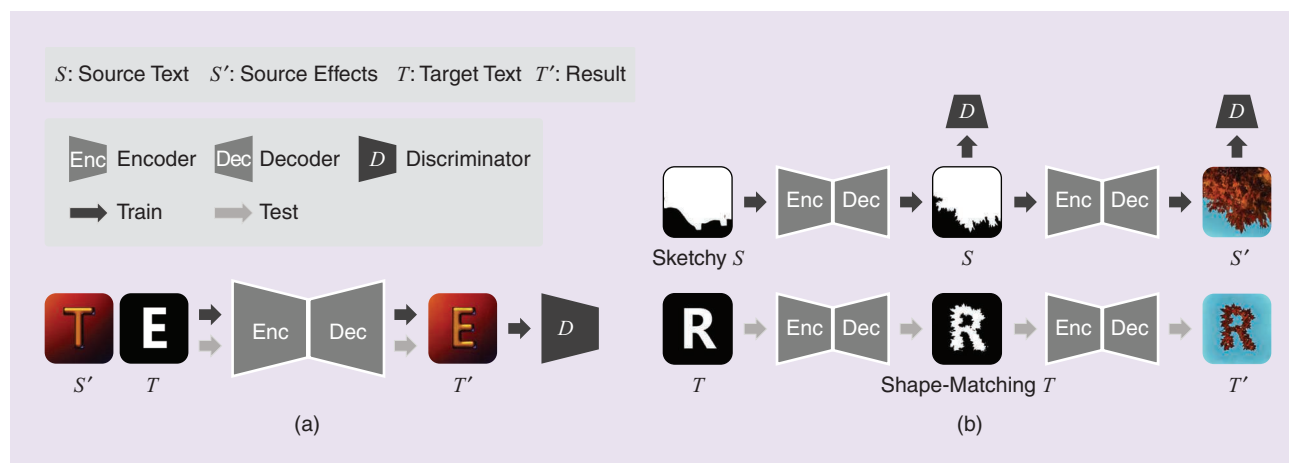 S: Source Text S′: Source Effects T: Target Text T′: Result
Enc Encoder Dec Decoder D Discriminator
Train Test
T E Enc Dec E D
S′ T T′
(a)
D D
Enc Dec Enc Dec
Sketchy S S S′
R Enc Dec R Enc Dec R
T Shape-Matching T T′
(b)